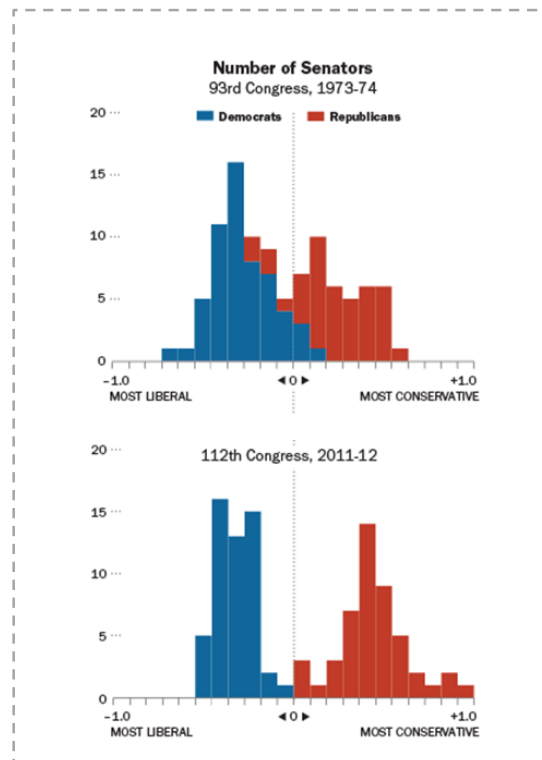 Number of Senators
93rd Congress, 1973-74
Democrats Republicans
20
15
10
5
0
–1.0 ◄ 0 ► +1.0
MOST LIBERAL MOST CONSERVATIVE
112th Congress, 2011-12
20
15
10
5
0
–1.0 ◄ 0 ► +1.0
MOST LIBERAL MOST CONSERVATIVE